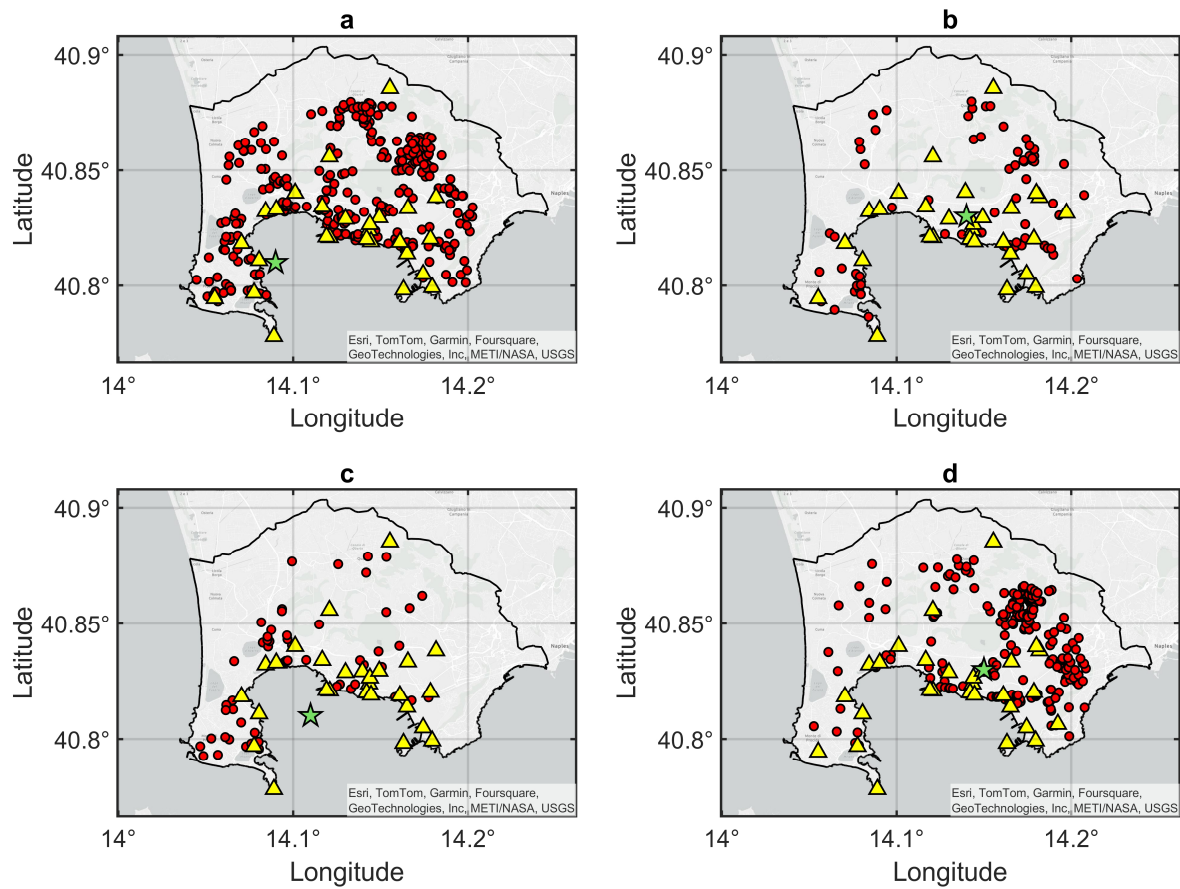 a
40.9°
40.85°
40.8°
Latitude
Naples
Esri, TomTom, Garmin, Foursquare,
GeoTechnologies, Inc, METI/NASA, USGS
14°
14.1°
14.2°
Longitude
b
40.9°
40.85°
40.8°
Latitude
Naples
Esri, TomTom, Garmin, Foursquare,
GeoTechnologies, Inc, METI/NASA, USGS
14°
14.1°
14.2°
Longitude
c
40.9°
40.85°
40.8°
Latitude
Naples
Esri, TomTom, Garmin, Foursquare,
GeoTechnologies, Inc, METI/NASA, USGS
14°
14.1°
14.2°
Longitude
d
40.9°
40.85°
40.8°
Latitude
Naples
Esri, TomTom, Garmin, Foursquare,
GeoTechnologies, Inc, METI/NASA, USGS
14°
14.1°
14.2°
Longitude